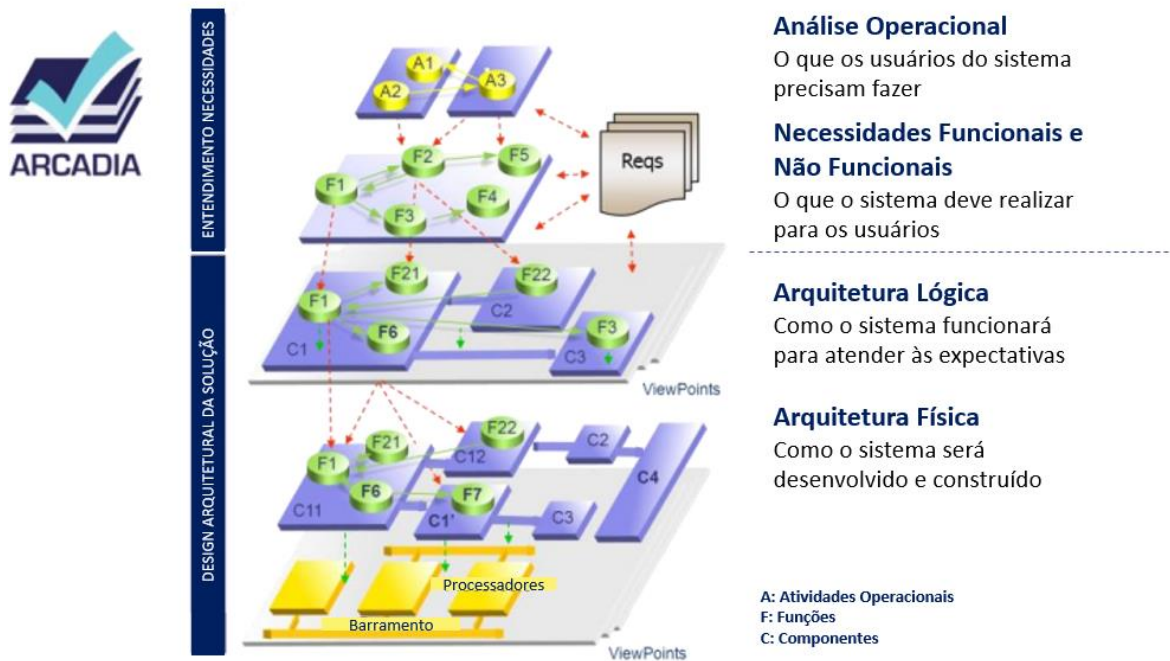 ARCADIA
ENTENDIMENTO NECESSIDADES
A1
A2
A3
F1
F2
F5
F4
F3
Reqs
Análise Operacional
O que os usuários do sistema
precisam fazer
Necessidades Funcionais e
Não Funcionais
O que o sistema deve realizar
para os usuários
DESIGN ARQUITETURAL DA SOLUÇÃO
F21
F22
F1
C2
F6
F3
C1
C3
ViewPoints
Arquitetura Lógica
Como o sistema funcionará
para atender às expectativas
F22
F21
C2
F1
C12
C4
F6
F7
C11
C1'
C3
Processadores
Barramento
ViewPoints
Arquitetura Física
Como o sistema será
desenvolvido e construído
A: Atividades Operacionais
F: Funções
C: Componentes